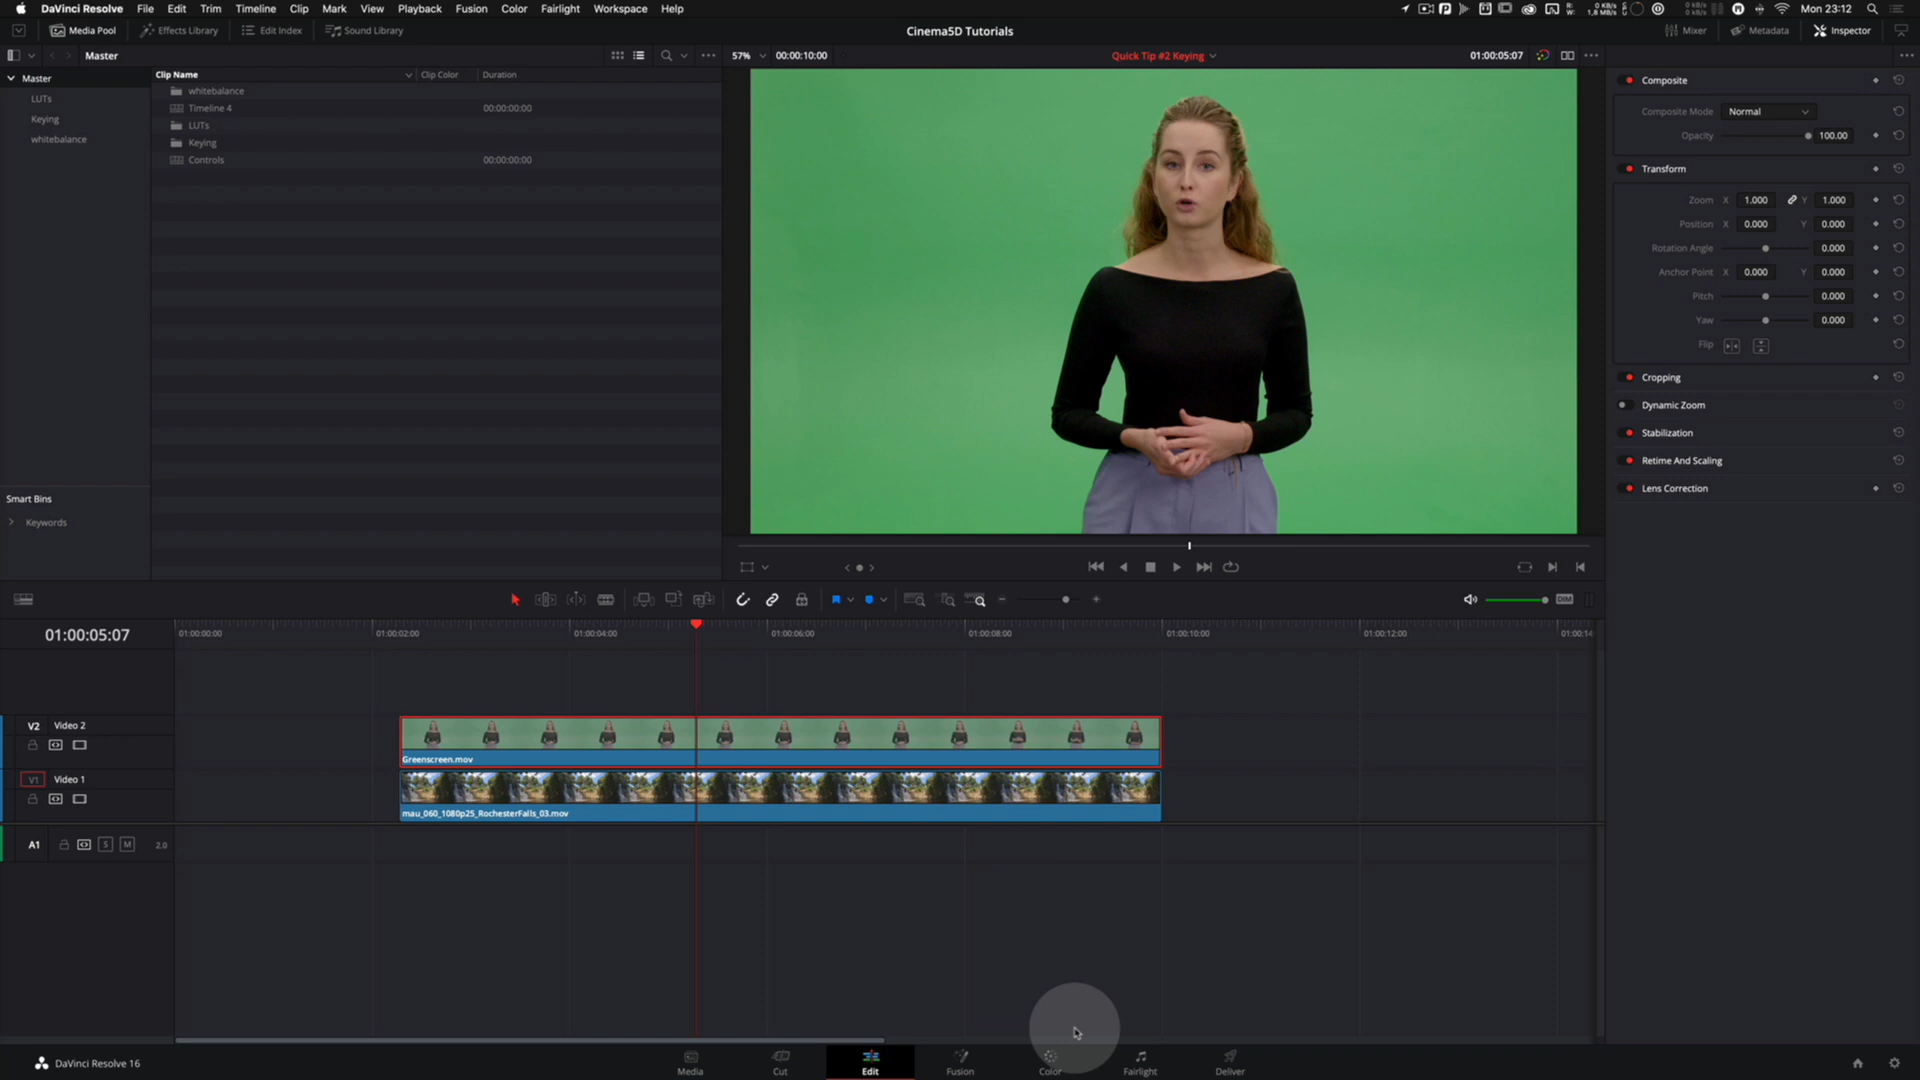 DaVinci Resolve File Edit Trim Timeline Clip Mark View Playback Fusion Color Fairlight Workspace Help Mon 23:12
Media Pool Effects Library Edit Index Sound Library Cinema5D Tutorials Mixer Metadata Inspector
Master 57% 00:00:10:00 Quick Tip #2 Keying 01:00:05:07
Master
LUTs
Keying
whitebalance
Smart Bins
Keywords
Clip Name Clip Color Duration
whitebalance
Timeline 4 00:00:00:00
LUTs
Keying
Controls 00:00:00:00
Composite
Composite Mode Normal
Opacity 100.00
Transform
Zoom X 1.000 Y 1.000
Position X 0.000 Y 0.000
Rotation Angle 0.000
Anchor Point X 0.000 Y 0.000
Pitch 0.000
Yaw 0.000
Flip
Cropping
Dynamic Zoom
Stabilization
Retime And Scaling
Lens Correction
DIM
01:00:05:07 01:00:00:00 01:00:02:00 01:00:04:00 01:00:06:00 01:00:08:00 01:00:10:00 01:00:12:00 01:00:14
V2 Video 2
Greenscreen.mov
V1 Video 1
mau_060_1080p25_RochesterFalls_03.mov
A1 S M 2.0
DaVinci Resolve 16 Media Cut Edit Fusion Color Fairlight Deliver